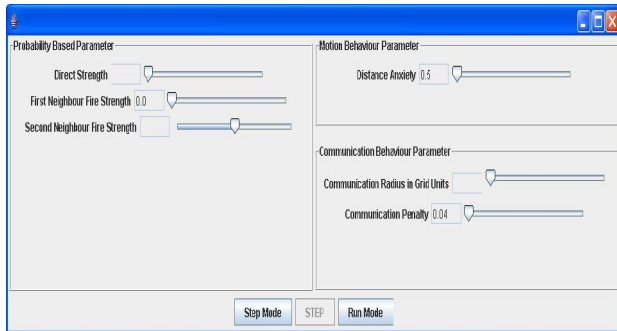 Probability Based Parameter
Direct Strength
First Neighbour Fire Strength 0.0
Second Neighbour Fire Strength
Motion Behaviour Parameter
Distance Anxiety 0.5
Communication Behaviour Parameter
Communication Radius in Grid Units
Communication Penalty 0.04
Step Mode STEP Run Mode